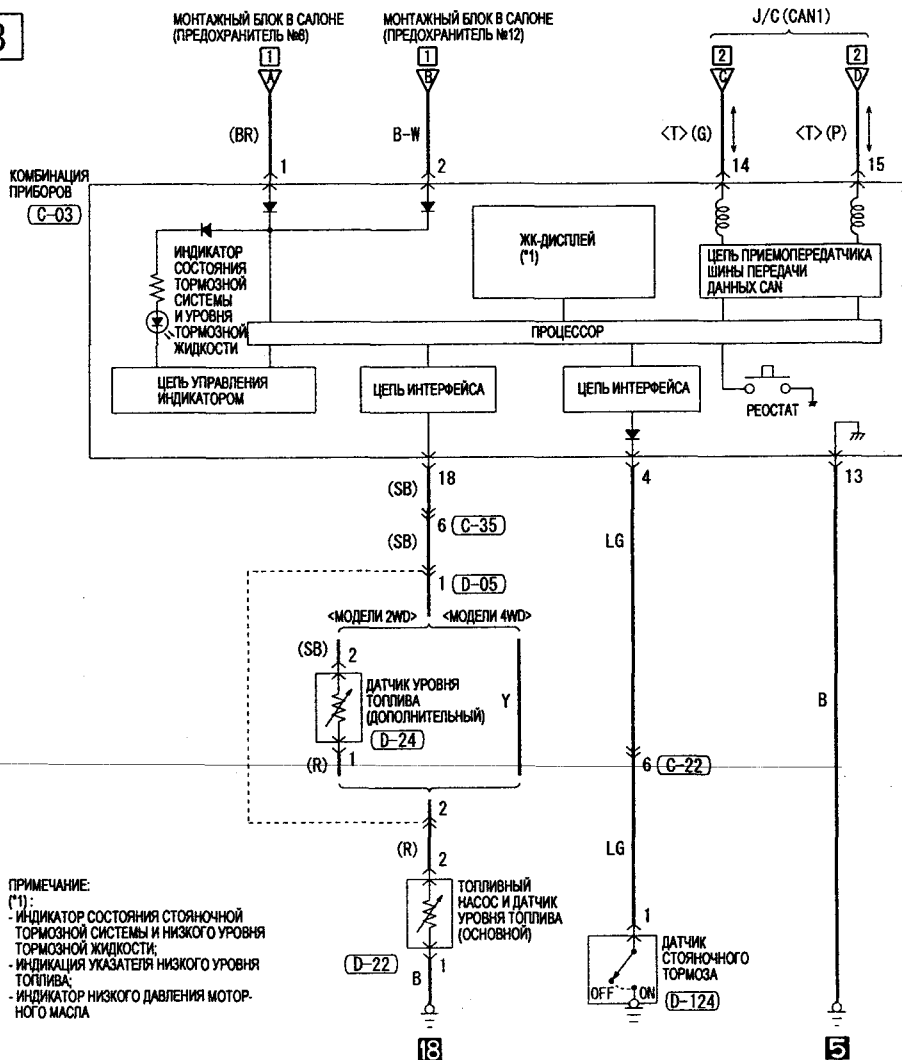 3
МОНТАЖНЫЙ БЛОК В САЛОНЕ
(ПРЕДОХРАНИТЕЛЬ №6)
МОНТАЖНЫЙ БЛОК В САЛОНЕ
(ПРЕДОХРАНИТЕЛЬ №12)
J/C(CAN1)
1
1
2
2
A
B
C
D
(BR)
B-W
<T>(G)
<T>(P)
1
2
14
15
КОМБИНАЦИЯ
ПРИБОРОВ
C-03
ИНДИКАТОР
СОСТОЯНИЯ
ТОРМОЗНОЙ
СИСТЕМЫ
И УРОВНЯ
ТОРМОЗНОЙ
ЖИДКОСТИ
ЖК-ДИСПЛЕЙ
(*1)
ЦЕПЬ ПРИЕМОПЕРЕДАТЧИКА
ШИНЫ ПЕРЕДАЧИ
ДАННЫХ CAN
ПРОЦЕССОР
ЦЕПЬ УПРАВЛЕНИЯ
ИНДИКАТОРОМ
ЦЕПЬ ИНТЕРФЕЙСА
ЦЕПЬ ИНТЕРФЕЙСА
РЕОСТАТ
18
4
13
(SB)
6 C-35
LG
(SB)
1 D-05
<МОДЕЛИ 2WD> <МОДЕЛИ 4WD>
(SB)
2
ДАТЧИК УРОВНЯ
ТОПЛИВА
(ДОПОЛНИТЕЛЬНЫЙ)
D-24
Y
B
(R)
1
6 C-22
2
(R)
2
LG
ТОПЛИВНЫЙ
НАСОС И ДАТЧИК
УРОВНЯ ТОПЛИВА
(ОСНОВНОЙ)
D-22
1
B
18
1
ДАТЧИК
СТОЯНОЧНОГО
ТОРМОЗА
OFF
ON
D-124
5
ПРИМЕЧАНИЕ:
(*1) :
- ИНДИКАТОР СОСТОЯНИЯ СТОЯНОЧНОЙ
ТОРМОЗНОЙ СИСТЕМЫ И НИЗКОГО УРОВНЯ
ТОРМОЗНОЙ ЖИДКОСТИ;
- ИНДИКАЦИЯ УКАЗАТЕЛЯ НИЗКОГО УРОВНЯ
ТОПЛИВА;
- ИНДИКАТОР НИЗКОГО ДАВЛЕНИЯ МОТОР-
НОГО МАСЛА